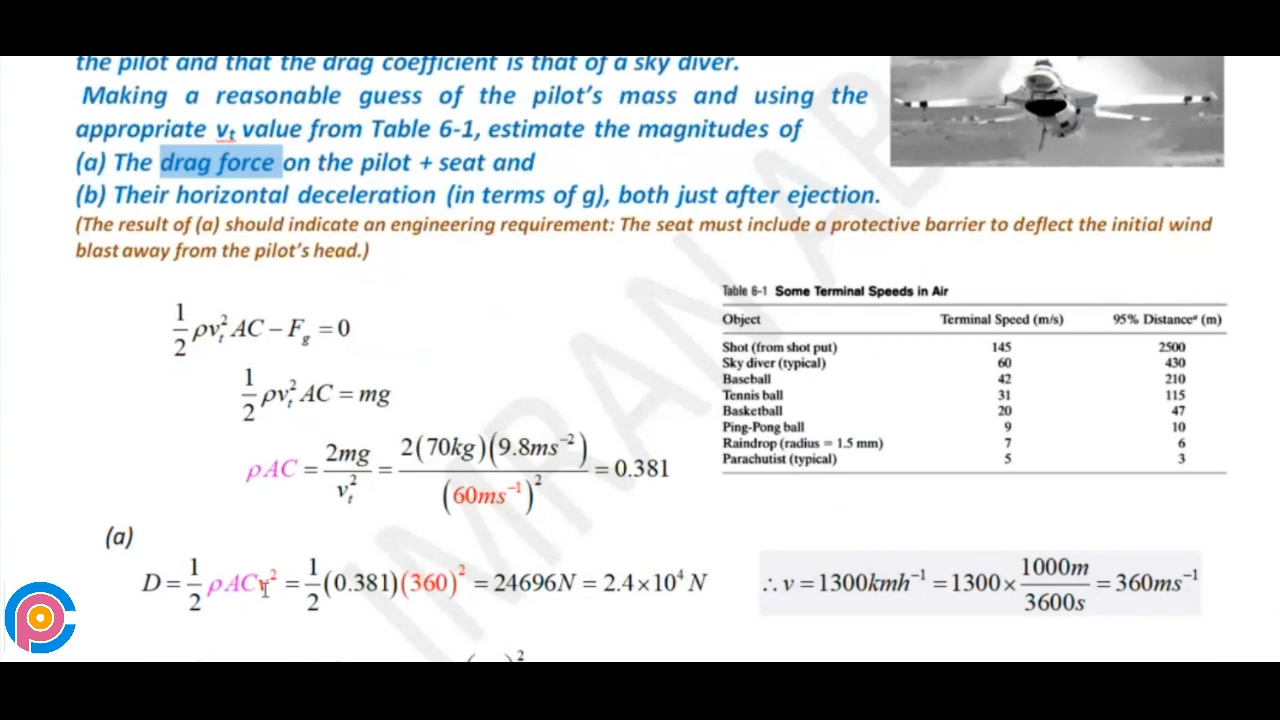 the pilot and that the drag coefficient is that of a sky diver.
Making a reasonable guess of the pilot's mass and using the
appropriate vₜ value from Table 6-1, estimate the magnitudes of
(a) The drag force on the pilot + seat and
(b) Their horizontal deceleration (in terms of g), both just after ejection.
(The result of (a) should indicate an engineering requirement: The seat must include a protective barrier to deflect the initial wind
blast away from the pilot's head.)
1/2 ρvₜ² AC − F_g = 0
1/2 ρvₜ² AC = mg
ρAC = 2mg/vₜ² = 2(70kg)(9.8ms⁻²)/(60ms⁻¹)² = 0.381
Table 6-1 Some Terminal Speeds in Air
Object Terminal Speed (m/s) 95% Distanceᵃ (m)
Shot (from shot put) 145 2500
Sky diver (typical) 60 430
Baseball 42 210
Tennis ball 31 115
Basketball 20 47
Ping-Pong ball 9 10
Raindrop (radius = 1.5 mm) 7 6
Parachutist (typical) 5 3
(a)
D = 1/2 ρACv² = 1/2 (0.381)(360)² = 24696N = 2.4×10⁴ N
∴ v = 1300kmh⁻¹ = 1300× 1000m/3600s = 360ms⁻¹
IMRAN AB